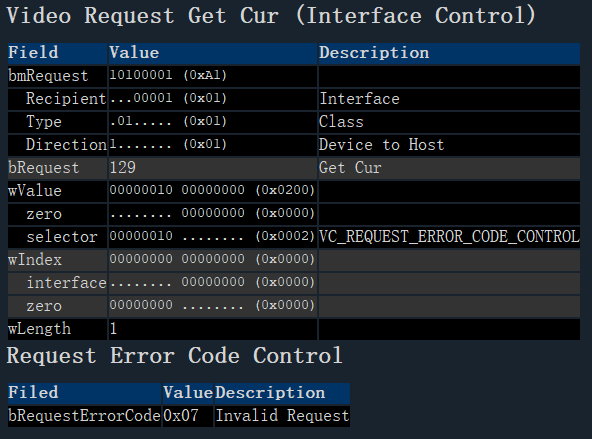 Video Request Get Cur (Interface Control)
Field Value Description
bmRequest 10100001 (0xA1)
Recipient ...00001 (0x01) Interface
Type .01..... (0x01) Class
Direction 1....... (0x01) Device to Host
bRequest 129 Get Cur
wValue 00000010 00000000 (0x0200)
zero ........ 00000000 (0x0000)
selector 00000010 ........ (0x0002) VC_REQUEST_ERROR_CODE_CONTROL
wIndex 00000000 00000000 (0x0000)
interface ........ 00000000 (0x0000)
zero 00000000 ........ (0x0000)
wLength 1
Request Error Code Control
Filed Value Description
bRequestErrorCode 0x07 Invalid Request